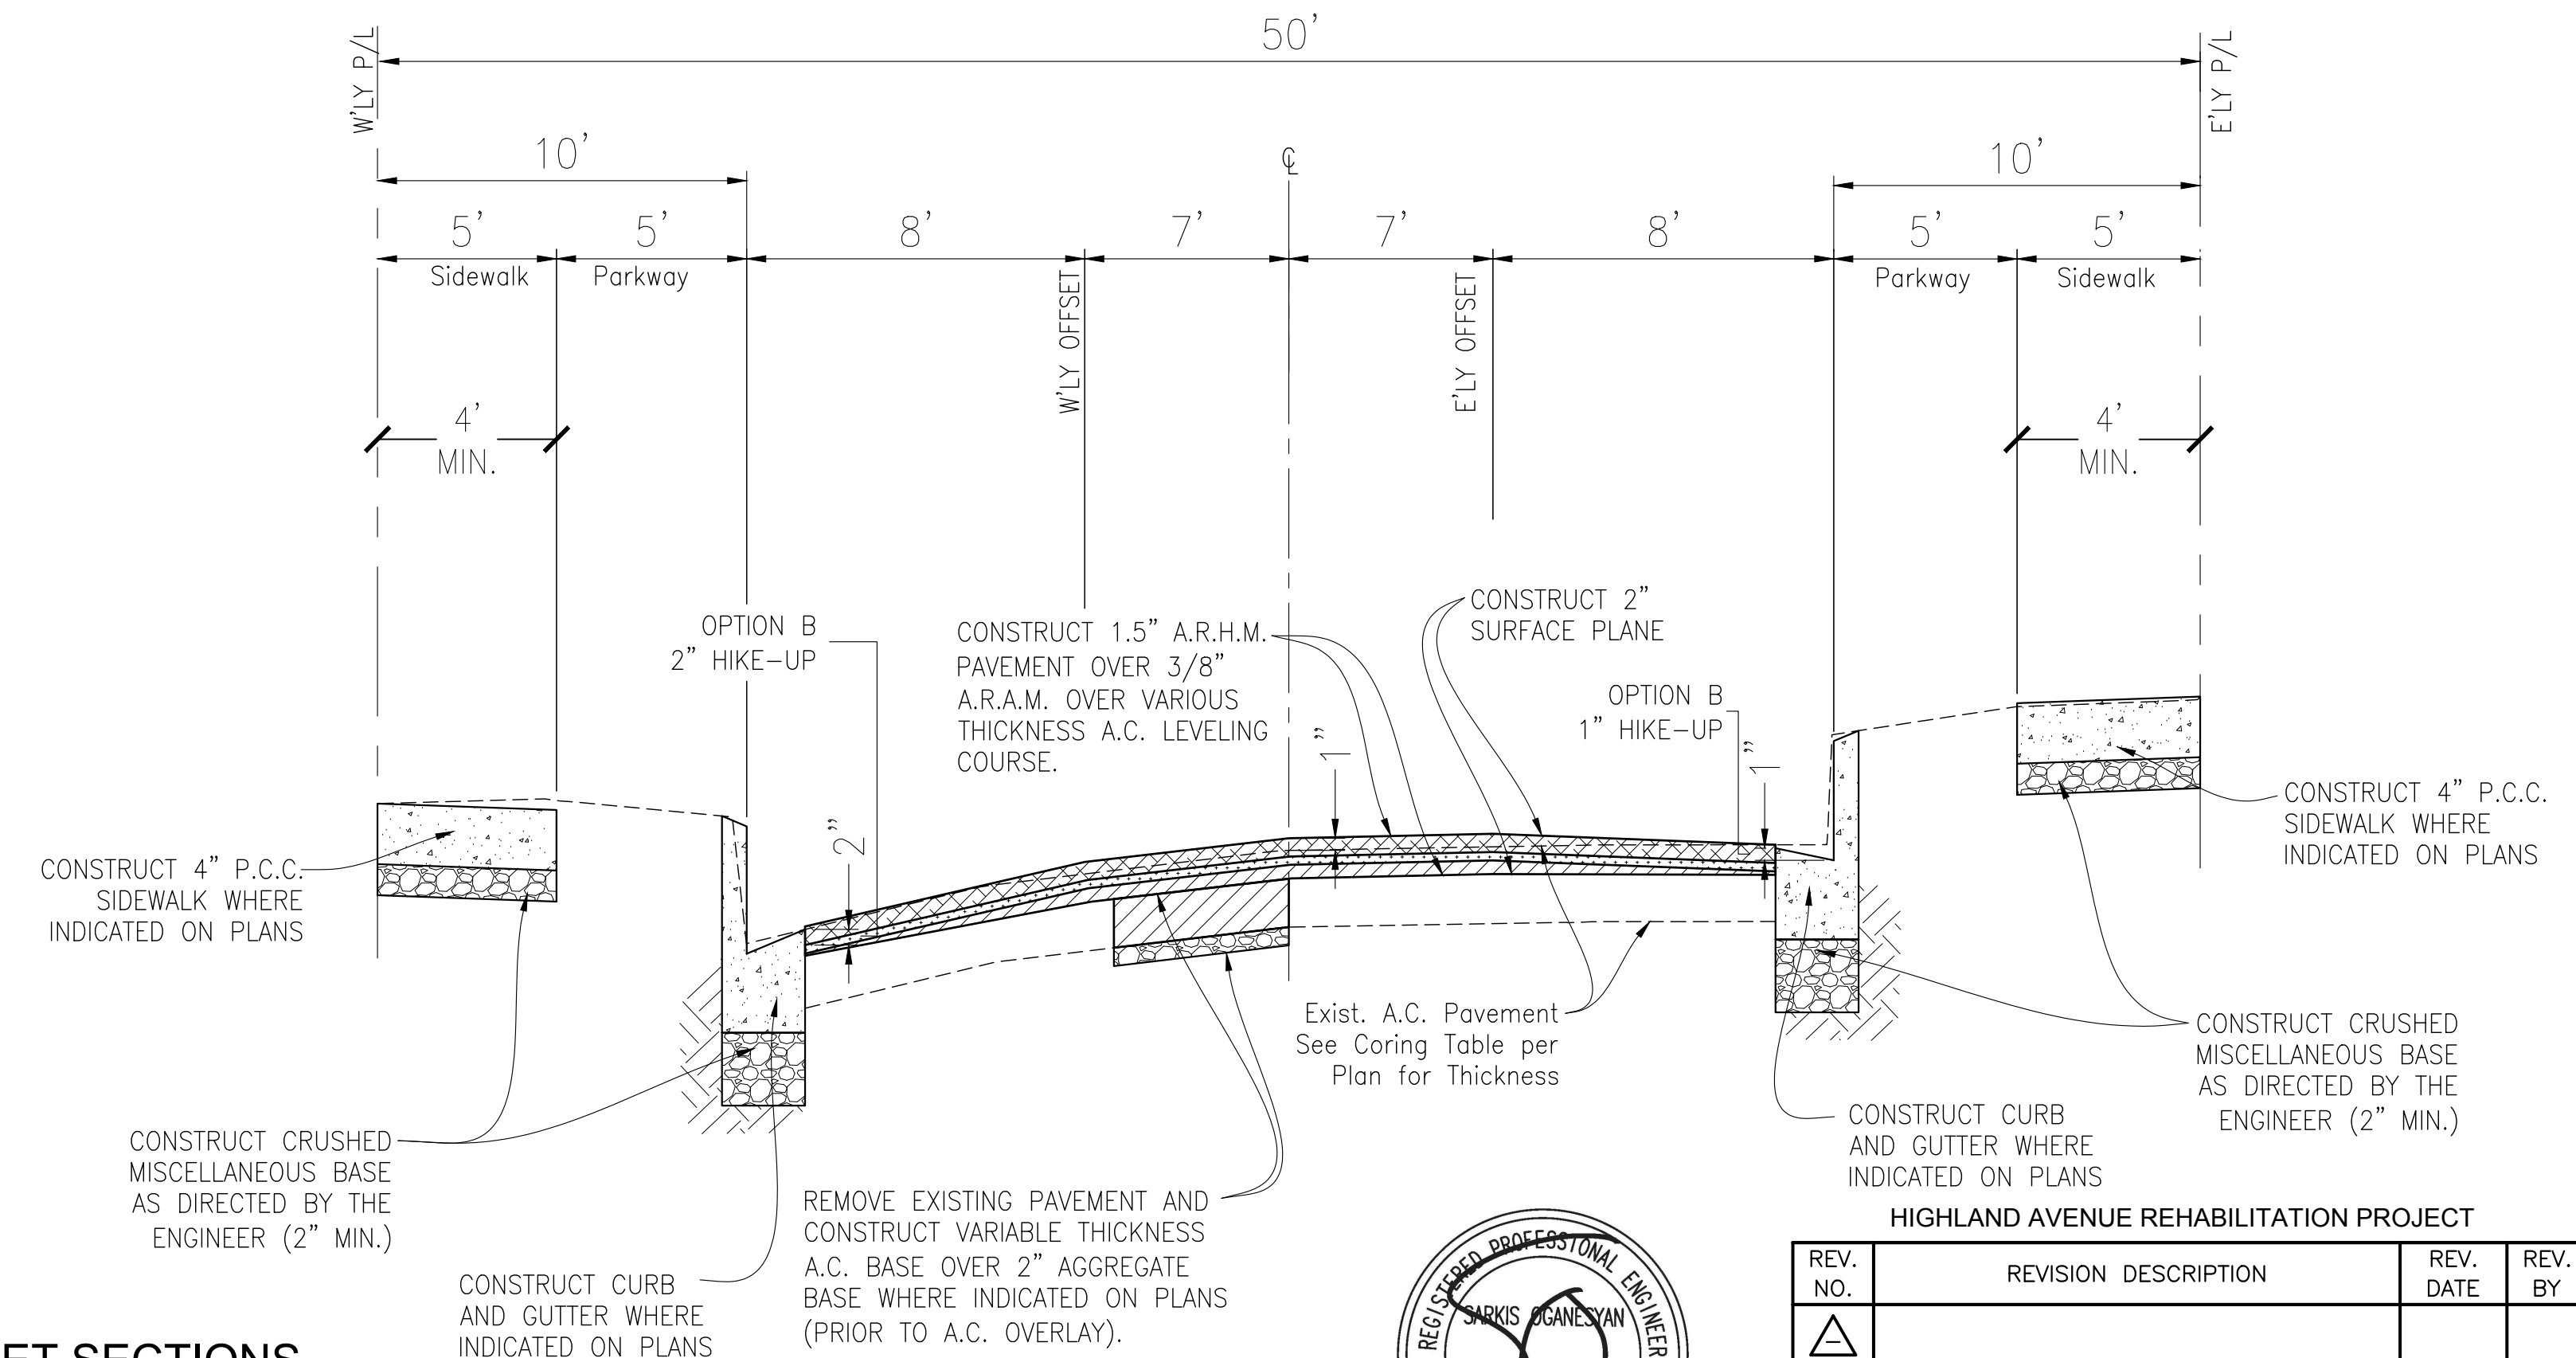 50'
W'LY P/L
E'LY P/L
10'
℄
10'
5'
5'
8'
7'
7'
8'
5'
5'
Sidewalk
Parkway
Parkway
Sidewalk
W'LY OFFSET
E'LY OFFSET
4'
MIN.
4'
MIN.
OPTION B
2" HIKE-UP
CONSTRUCT 1.5" A.R.H.M.
PAVEMENT OVER 3/8"
A.R.A.M. OVER VARIOUS
THICKNESS A.C. LEVELING
COURSE.
CONSTRUCT 2"
SURFACE PLANE
OPTION B
1" HIKE-UP
1"
1"
2"
CONSTRUCT 4" P.C.C.
SIDEWALK WHERE
INDICATED ON PLANS
CONSTRUCT 4" P.C.C.
SIDEWALK WHERE
INDICATED ON PLANS
Exist. A.C. Pavement
See Coring Table per
Plan for Thickness
CONSTRUCT CRUSHED
MISCELLANEOUS BASE
AS DIRECTED BY THE
ENGINEER (2" MIN.)
CONSTRUCT CURB
AND GUTTER WHERE
INDICATED ON PLANS
CONSTRUCT CRUSHED
MISCELLANEOUS BASE
AS DIRECTED BY THE
ENGINEER (2" MIN.)
REMOVE EXISTING PAVEMENT AND
CONSTRUCT VARIABLE THICKNESS
A.C. BASE OVER 2" AGGREGATE
BASE WHERE INDICATED ON PLANS
(PRIOR TO A.C. OVERLAY).
CONSTRUCT CURB
AND GUTTER WHERE
INDICATED ON PLANS
HIGHLAND AVENUE REHABILITATION PROJECT
REV. NO.
REVISION DESCRIPTION
REV. DATE
REV. BY
REGISTERED PROFESSIONAL ENGINEER
SARKIS OGANESYAN
SECTIONS